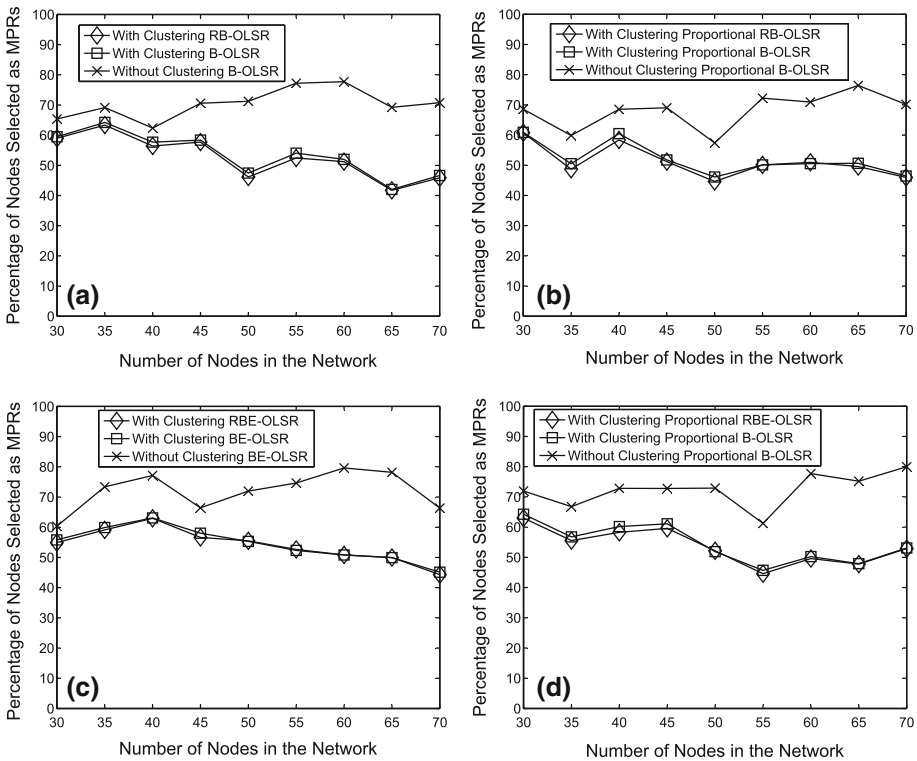 With Clustering RB-OLSR
With Clustering B-OLSR
Without Clustering B-OLSR
100
90
80
70
60
50
40
30
20
10
0
Percentage of Nodes Selected as MPRs
(a)
30 35 40 45 50 55 60 65 70
Number of Nodes in the Network
With Clustering Proportional RB-OLSR
With Clustering Proportional B-OLSR
Without Clustering Proportional B-OLSR
100
90
80
70
60
50
40
30
20
10
0
Percentage of Nodes Selected as MPRs
(b)
30 35 40 45 50 55 60 65 70
Number of Nodes in the Network
With Clustering RBE-OLSR
With Clustering BE-OLSR
Without Clustering BE-OLSR
100
90
80
70
60
50
40
30
20
10
0
Percentage of Nodes Selected as MPRs
(c)
30 35 40 45 50 55 60 65 70
Number of Nodes in the Network
With Clustering Proportional RBE-OLSR
With Clustering Proportional B-OLSR
Without Clustering Proportional B-OLSR
100
90
80
70
60
50
40
30
20
10
0
Percentage of Nodes Selected as MPRs
(d)
30 35 40 45 50 55 60 65 70
Number of Nodes in the Network